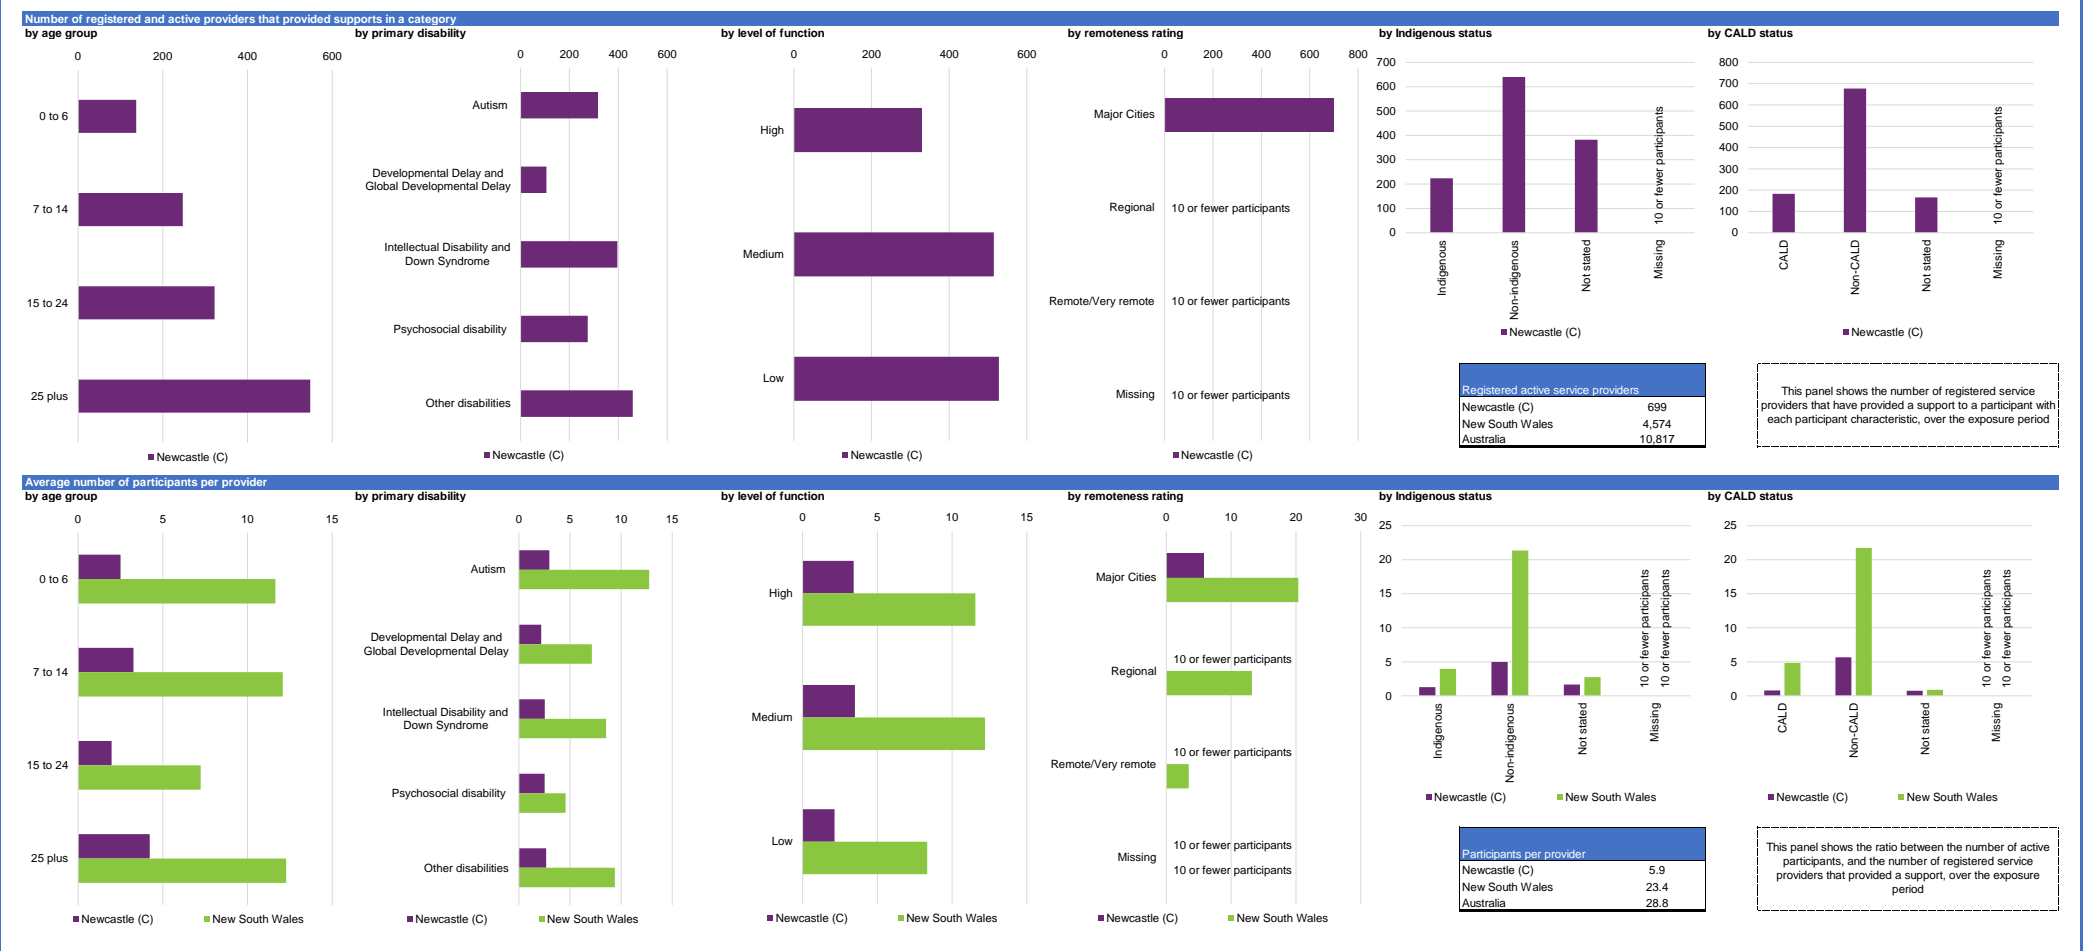 Number of registered and active providers that provided supports in a category
by age group
0 200 400 600
0 to 6
7 to 14
15 to 24
25 plus
Newcastle (C)
by primary disability
0 200 400 600
Autism
Developmental Delay and
Global Developmental Delay
Intellectual Disability and
Down Syndrome
Psychosocial disability
Other disabilities
Newcastle (C)
by level of function
0 200 400 600
High
Medium
Low
Newcastle (C)
by remoteness rating
0 200 400 600 800
Major Cities
Regional
10 or fewer participants
Remote/Very remote
10 or fewer participants
Missing
10 or fewer participants
Newcastle (C)
by Indigenous status
700
600
500
400
300
200
100
0
10 or fewer participants
Indigenous
Non-indigenous
Not stated
Missing
Newcastle (C)
by CALD status
800
700
600
500
400
300
200
100
0
10 or fewer participants
CALD
Non-CALD
Not stated
Missing
Newcastle (C)
Registered active service providers
Newcastle (C) 699
New South Wales 4,574
Australia 10,817
This panel shows the number of registered service
providers that have provided a support to a participant with
each participant characteristic, over the exposure period
Average number of participants per provider
by age group
0 5 10 15
0 to 6
7 to 14
15 to 24
25 plus
Newcastle (C) New South Wales
by primary disability
0 5 10 15
Autism
Developmental Delay and
Global Developmental Delay
Intellectual Disability and
Down Syndrome
Psychosocial disability
Other disabilities
Newcastle (C) New South Wales
by level of function
0 5 10 15
High
Medium
Low
Newcastle (C) New South Wales
by remoteness rating
0 10 20 30
Major Cities
Regional
10 or fewer participants
Remote/Very remote
10 or fewer participants
Missing
10 or fewer participants
10 or fewer participants
Newcastle (C) New South Wales
by Indigenous status
25
20
15
10
5
0
10 or fewer participants
10 or fewer participants
Indigenous
Non-indigenous
Not stated
Missing
Newcastle (C) New South Wales
by CALD status
25
20
15
10
5
0
10 or fewer participants
10 or fewer participants
CALD
Non-CALD
Not stated
Missing
Newcastle (C) New South Wales
Participants per provider
Newcastle (C) 5.9
New South Wales 23.4
Australia 28.8
This panel shows the ratio between the number of active
participants, and the number of registered service
providers that provided a support, over the exposure
period